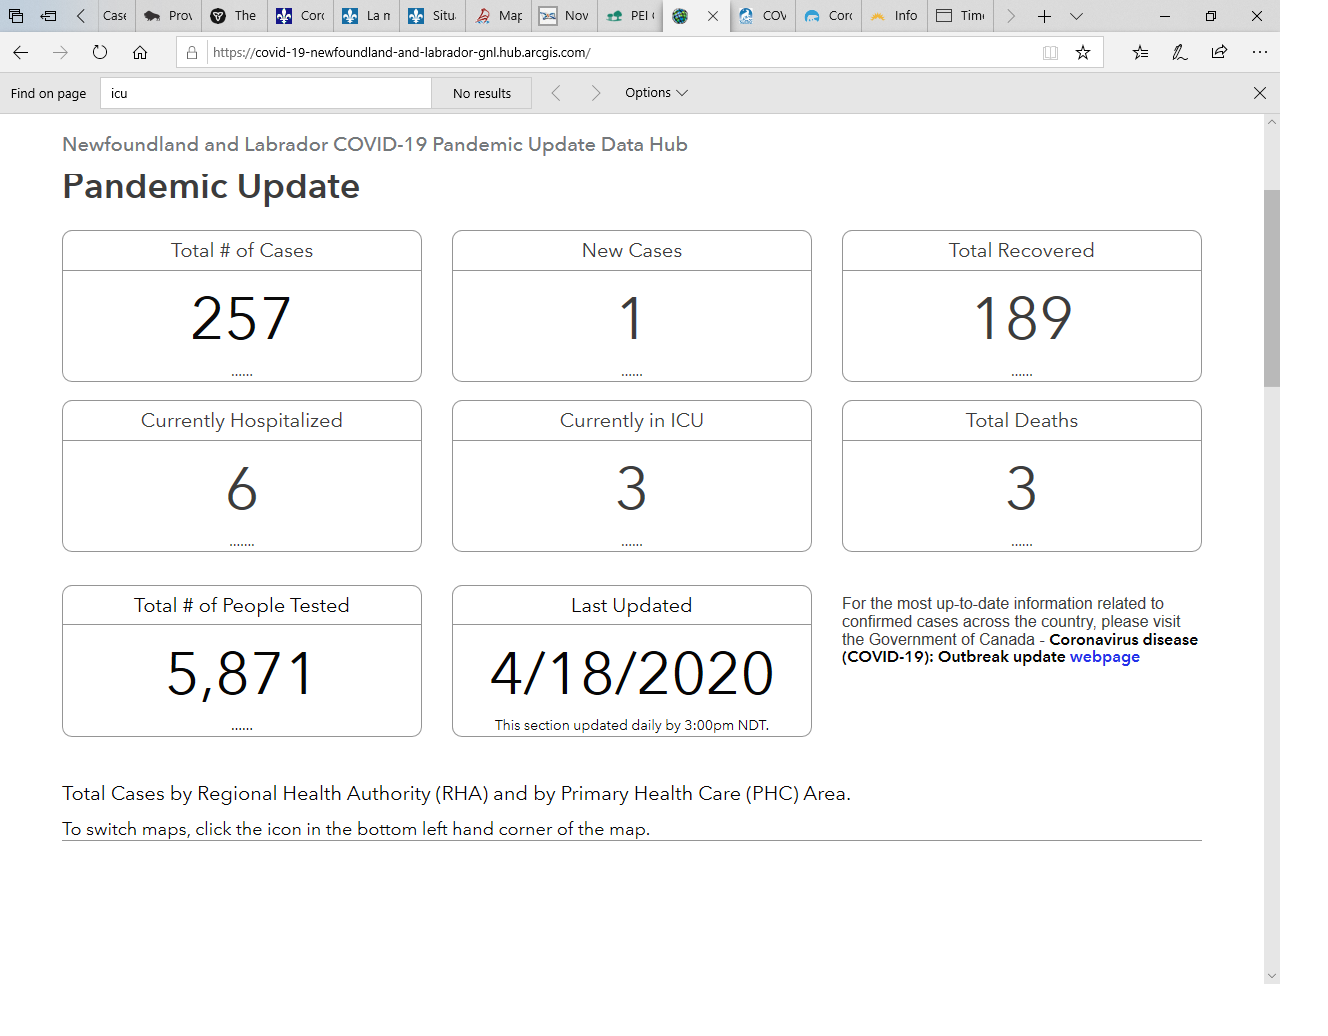 Case
Prov
The
Corc
La n
Situ
Map
Nov
PEI
COV
Corc
Info
Time
https://covid-19-newfoundland-and-labrador-gnl.hub.arcgis.com/
Find on page
icu
No results
Options
Newfoundland and Labrador COVID-19 Pandemic Update Data Hub
Pandemic Update
Total # of Cases
257
......
New Cases
1
......
Total Recovered
189
......
Currently Hospitalized
6
.......
Currently in ICU
3
......
Total Deaths
3
......
Total # of People Tested
5,871
......
Last Updated
4/18/2020
This section updated daily by 3:00pm NDT.
For the most up-to-date information related to
confirmed cases across the country, please visit
the Government of Canada - Coronavirus disease
(COVID-19): Outbreak update webpage
Total Cases by Regional Health Authority (RHA) and by Primary Health Care (PHC) Area.
To switch maps, click the icon in the bottom left hand corner of the map.